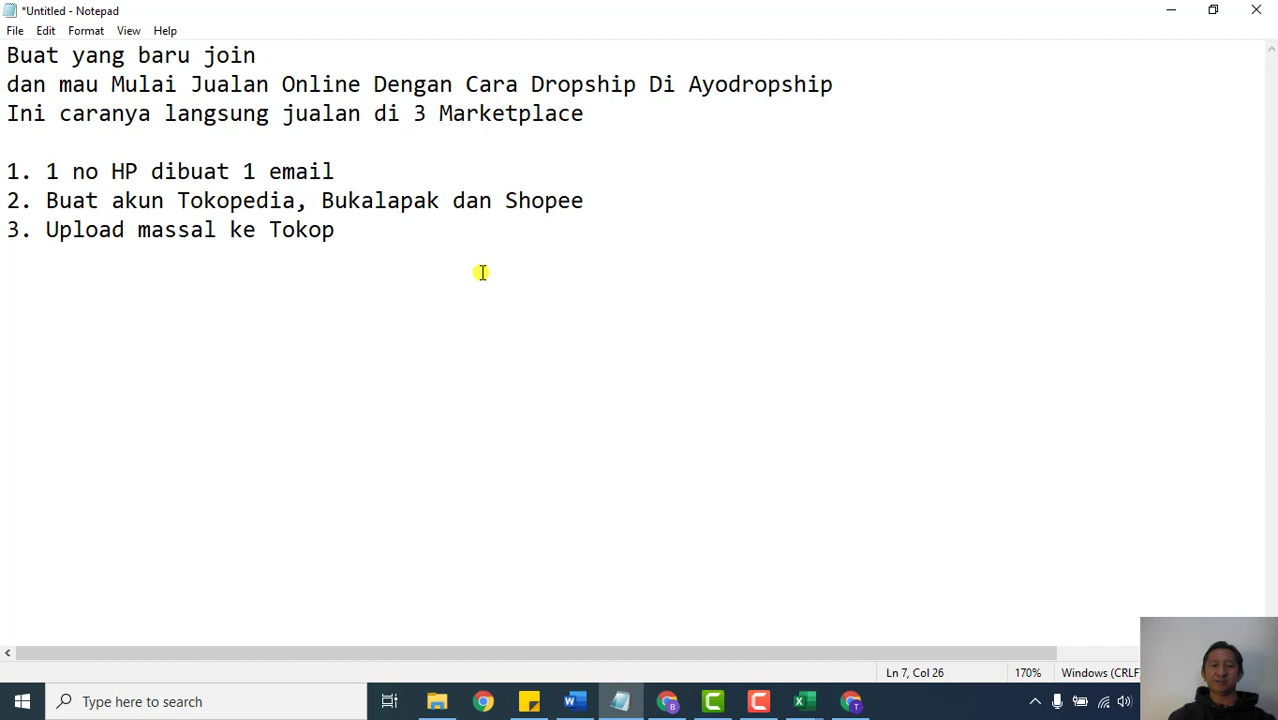 *Untitled - Notepad
File Edit Format View Help
Buat yang baru join
dan mau Mulai Jualan Online Dengan Cara Dropship Di Ayodropship
Ini caranya langsung jualan di 3 Marketplace
1. 1 no HP dibuat 1 email
2. Buat akun Tokopedia, Bukalapak dan Shopee
3. Upload massal ke Tokop
Ln 7, Col 26 170% Windows (CRLF
Type here to search